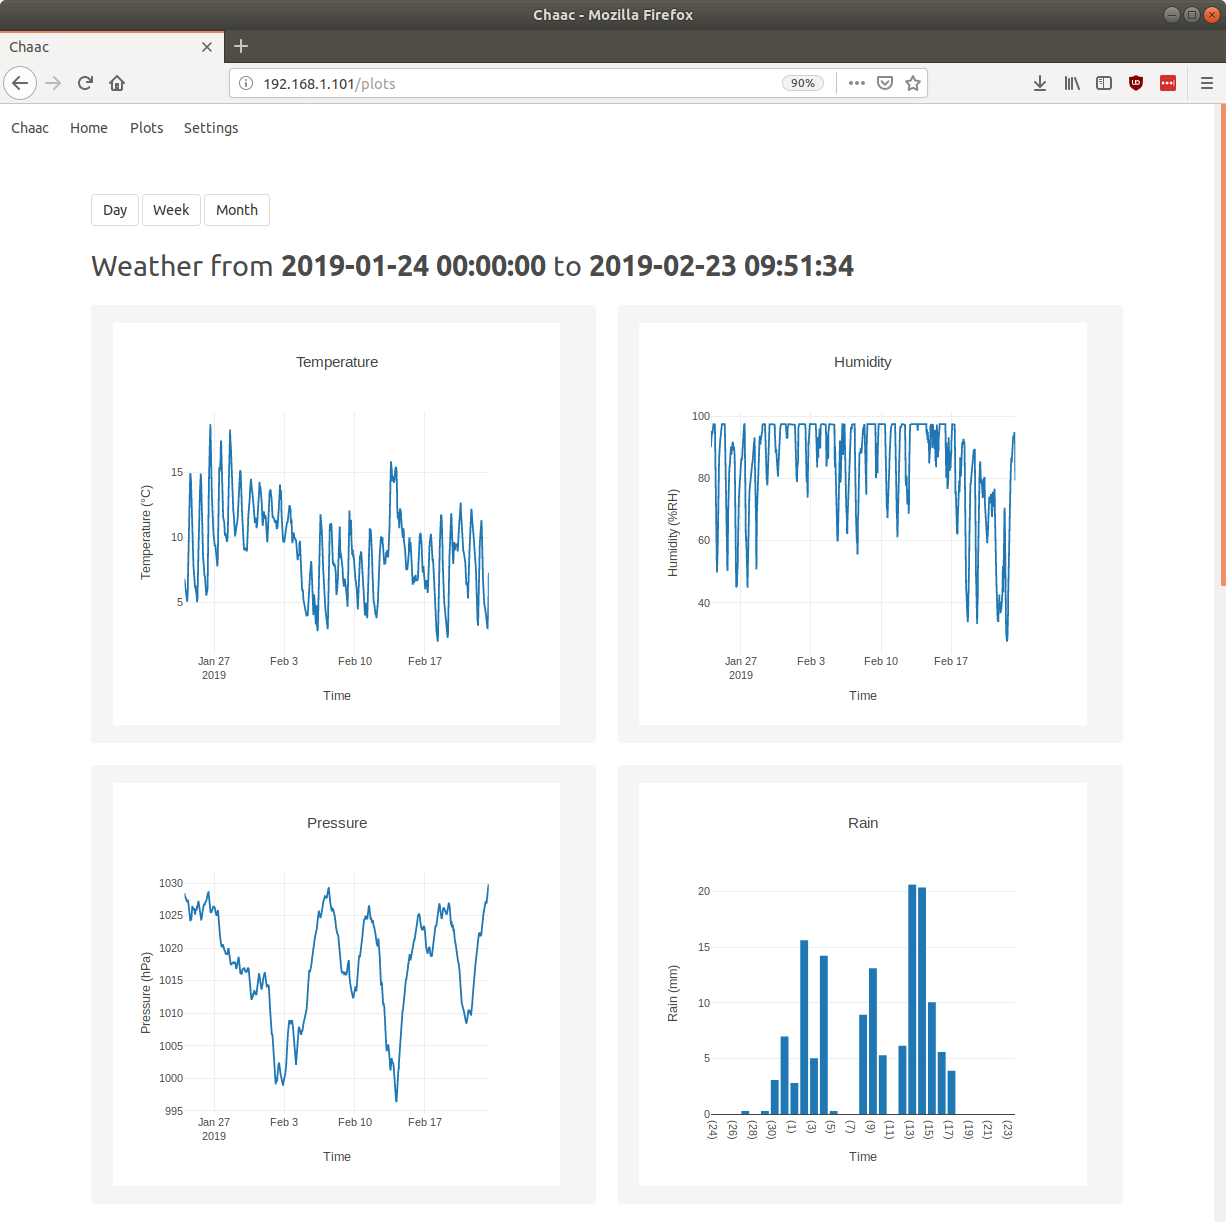 Chaac - Mozilla Firefox
Chaac
192.168.1.101/plots
90%
Chaac Home Plots Settings
Day Week Month
Weather from 2019-01-24 00:00:00 to 2019-02-23 09:51:34
Temperature
Temperature (°C)
15
10
5
Jan 27 Feb 3 Feb 10 Feb 17
2019
Time
Humidity
Humidity (%RH)
100
80
60
40
Jan 27 Feb 3 Feb 10 Feb 17
2019
Time
Pressure
Pressure (hPa)
1030
1025
1020
1015
1010
1005
1000
995
Jan 27 Feb 3 Feb 10 Feb 17
2019
Time
Rain
Rain (mm)
20
15
10
5
0
(24) (26) (28) (30) (1) (3) (5) (7) (9) (11) (13) (15) (17) (19) (21) (23)
Time